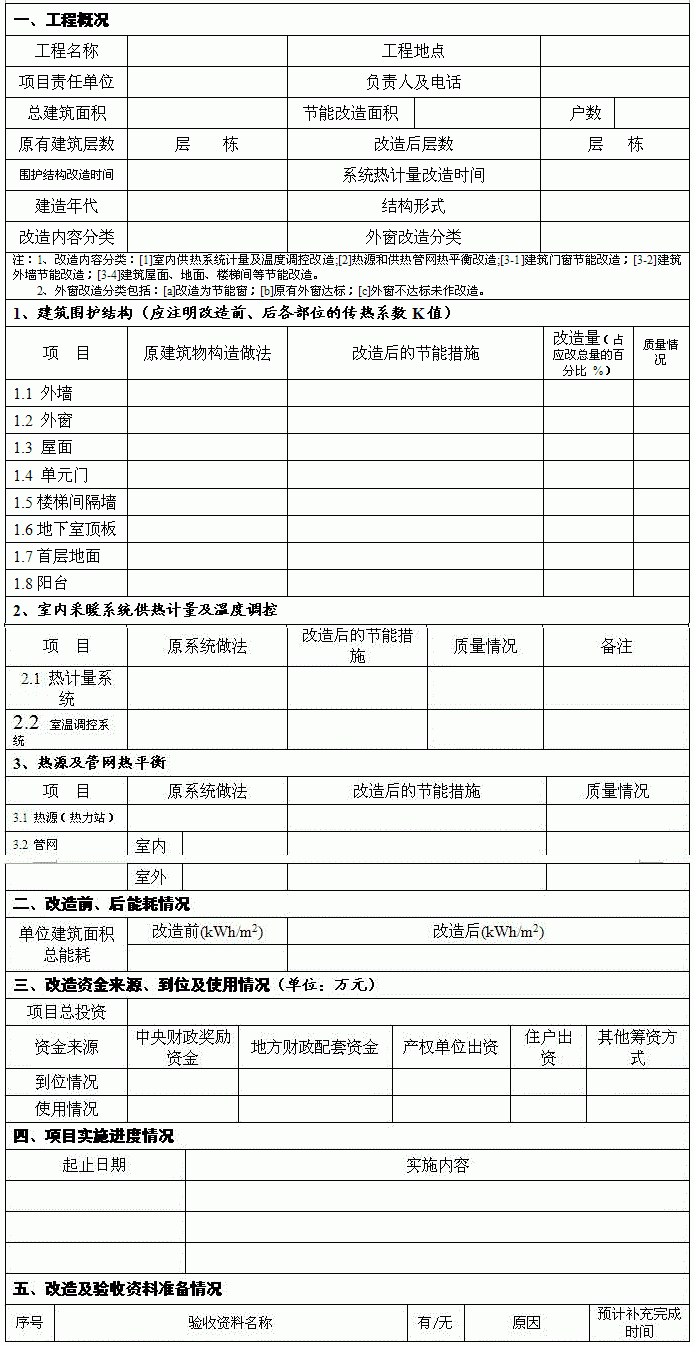 一、工程概况
工程名称 工程地点
项目责任单位 负责人及电话
总建筑面积 节能改造面积 户数
原有建筑层数 层 栋 改造后层数 层 栋
围护结构改造时间 系统热计量改造时间
建造年代 结构形式
改造内容分类 外窗改造分类
注：1、改造内容分类：[1]室内供热系统计量及温度调控改造;[2]热源和供热管网热平衡改造;[3-1]建筑门窗节能改造；[3-2]建筑
外墙节能改造；[3-4]建筑屋面、地面、楼梯间等节能改造。
2、外窗改造分类包括：[a]改造为节能窗；[b]原有外窗达标；[c]外窗不达标未作改造。
1、建筑围护结构（应注明改造前、后各部位的传热系数 K 值）
项 目 原建筑物构造做法 改造后的节能措施 改造量（占应改总量的百分比 %） 质量情况
1.1 外墙
1.2 外窗
1.3 屋面
1.4 单元门
1.5 楼梯间隔墙
1.6 地下室顶板
1.7 首层地面
1.8 阳台
2、室内采暖系统供热计量及温度调控
项 目 原系统做法 改造后的节能措施 质量情况 备注
2.1 热计量系
统
2.2 室温调控系
统
3、热源及管网热平衡
项 目 原系统做法 改造后的节能措施 质量情况
3.1 热源（热力站）
3.2 管网 室内
室外
二、改造前、后能耗情况
单位建筑面积
总能耗
改造前(kWh/m²) 改造后(kWh/m²)
三、改造资金来源、到位及使用情况（单位：万元）
项目总投资
资金来源 中央财政奖励资金 地方财政配套资金 产权单位出资 住户出资 其他筹资方式
到位情况
使用情况
四、项目实施进度情况
起止日期 实施内容
五、改造及验收资料准备情况
序号 验收资料名称 有/无 原因 预计补充完成时间